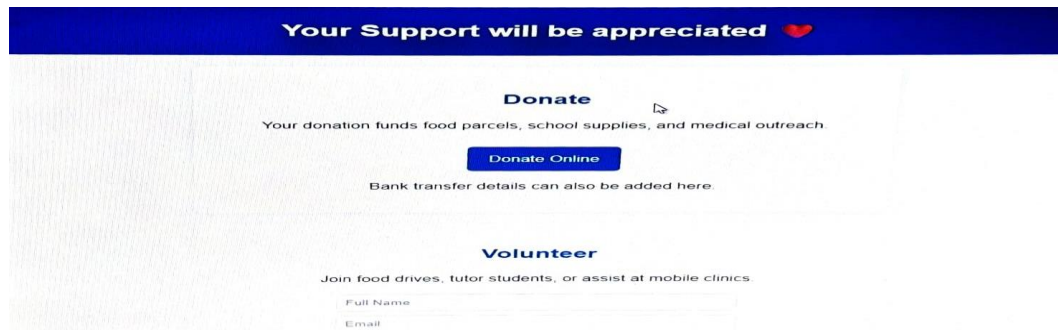 Your Support will be appreciated ❤️
Donate
Your donation funds food parcels, school supplies, and medical outreach.
Donate Online
Bank transfer details can also be added here.
Volunteer
Join food drives, tutor students, or assist at mobile clinics.
Full Name
Email